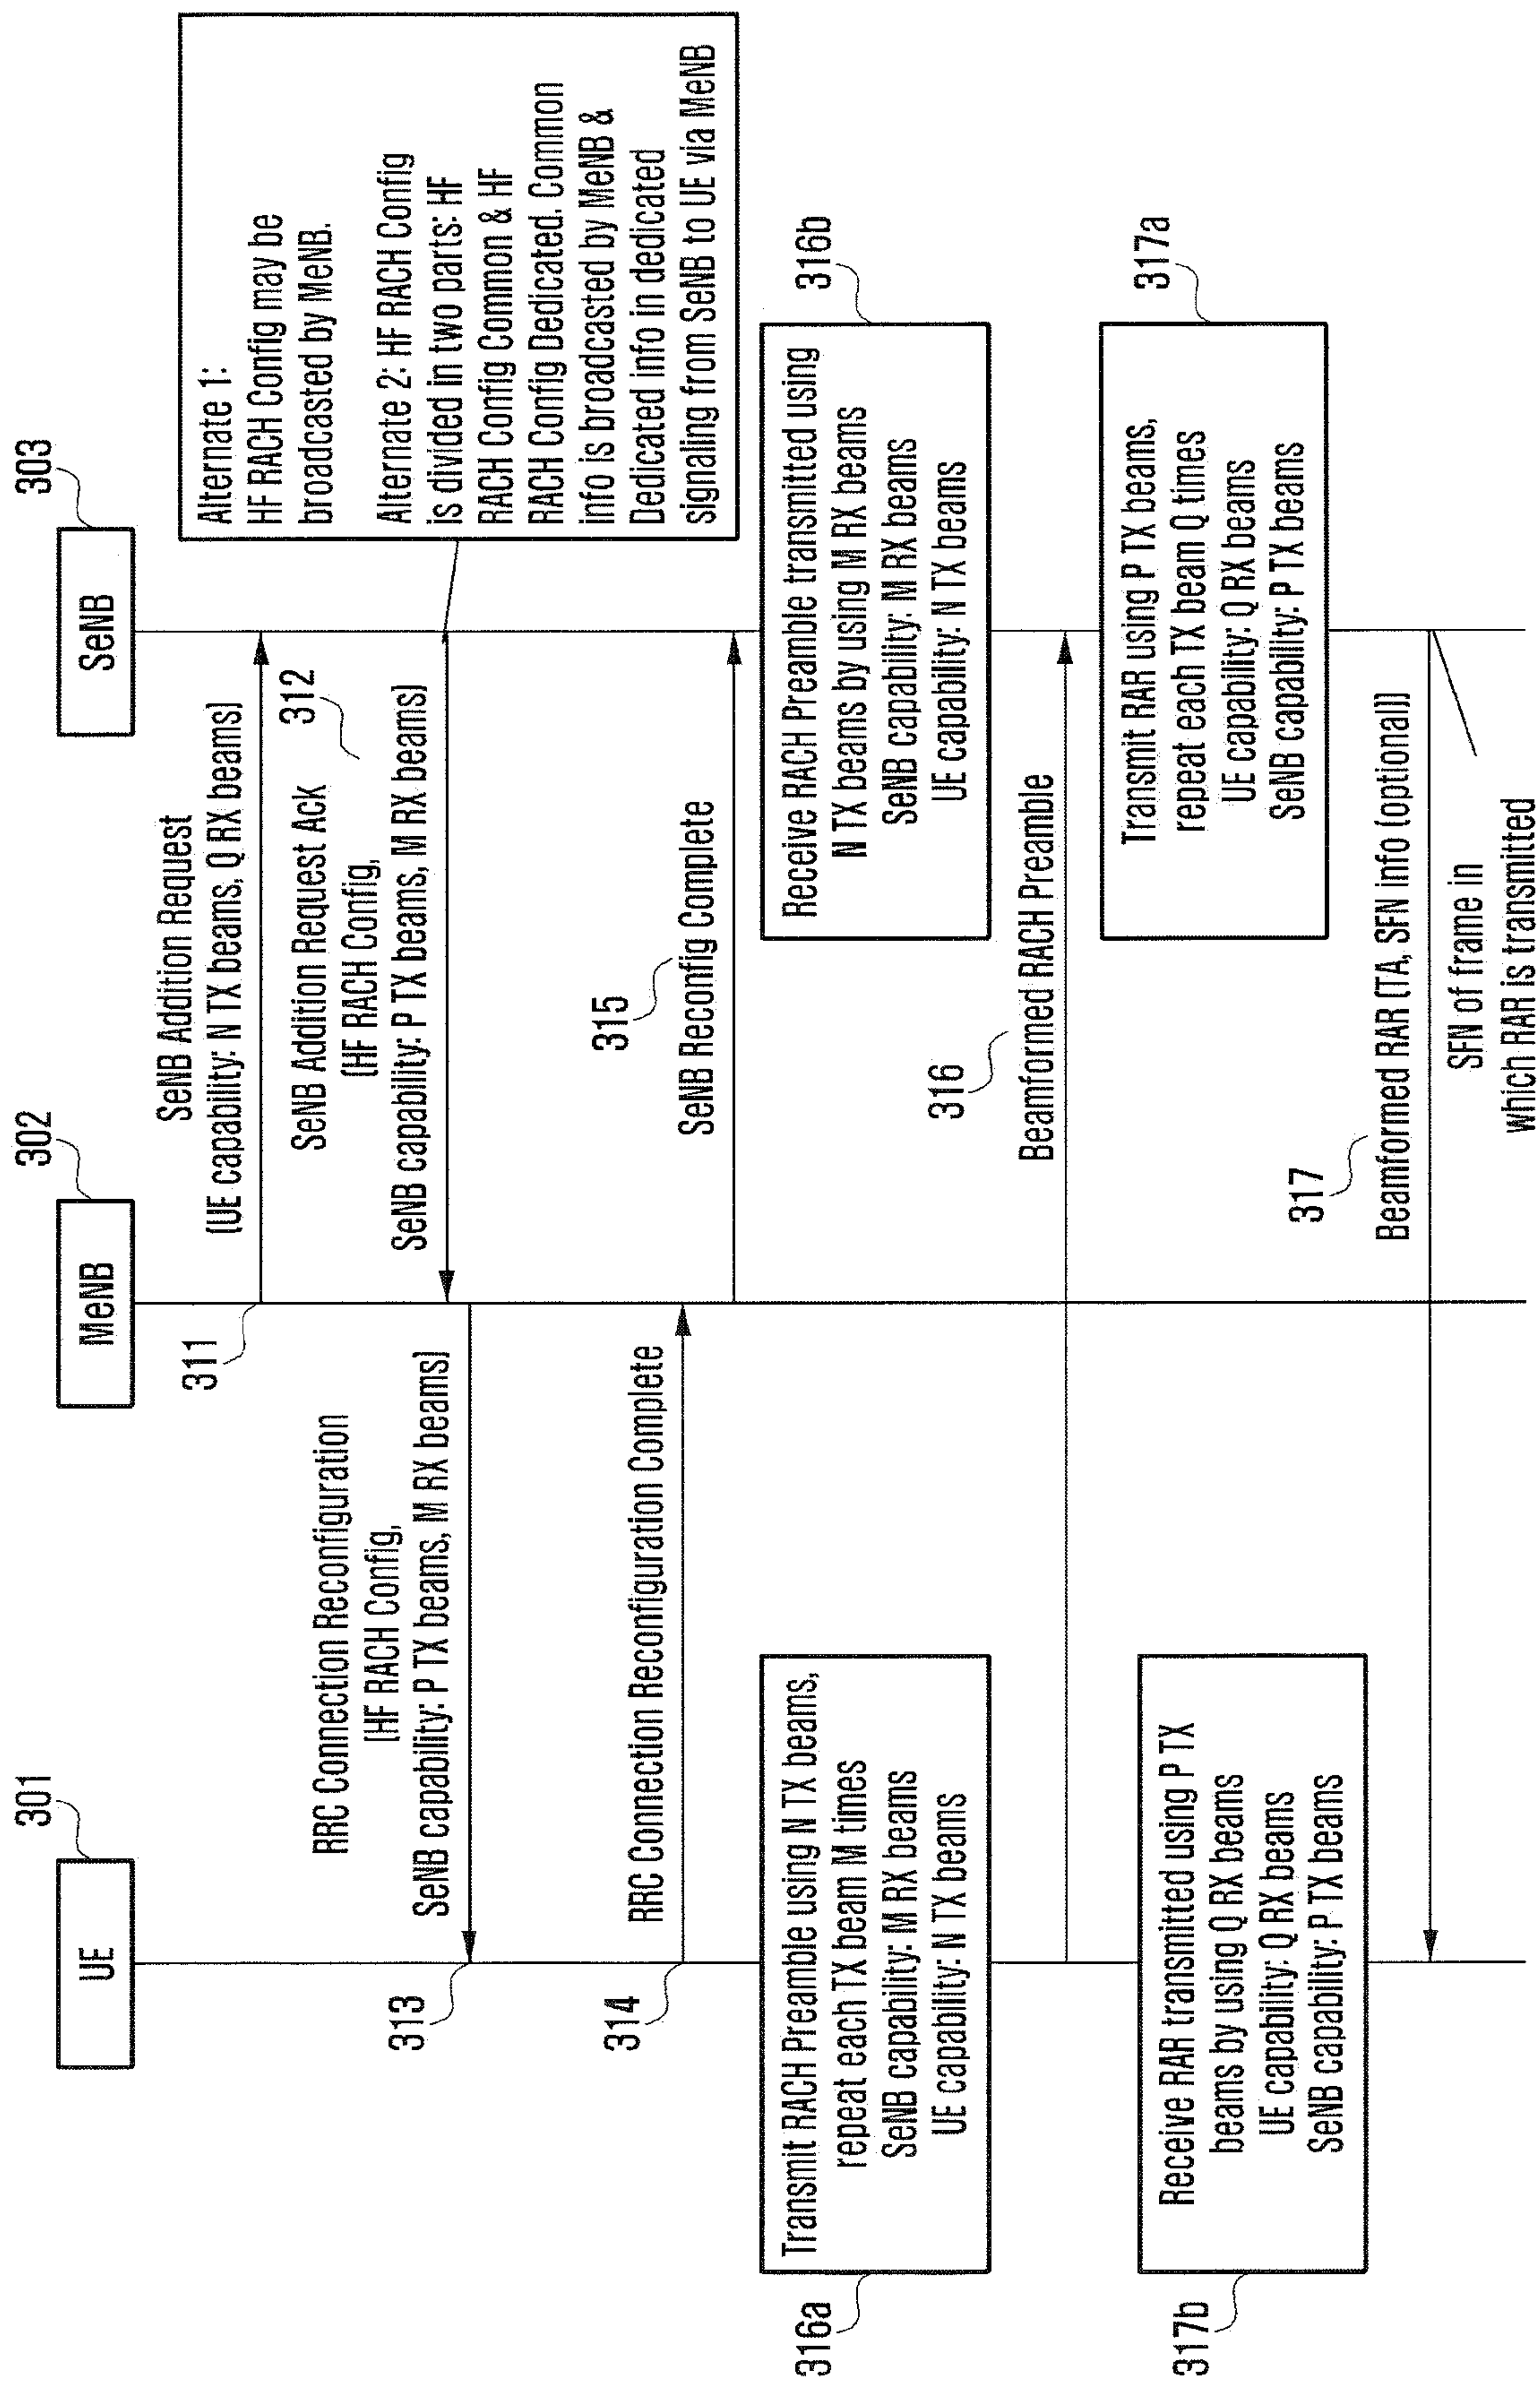 301
UE
302
MeNB
303
SeNB
311
SeNB Addition Request
(UE capability: N TX beams, Q RX beams)
312
SeNB Addition Request Ack
(HF RACH Config,
SeNB capability: P TX beams, M RX beams)
Alternate 1:
HF RACH Config may be
broadcasted by MeNB.
Alternate 2: HF RACH Config
is divided in two parts: HF
RACH Config Common & HF
RACH Config Dedicated. Common
info is broadcasted by MeNB &
Dedicated info in dedicated
signaling from SeNB to UE via MeNB
RRC Connection Reconfiguration
(HF RACH Config,
SeNB capability: P TX beams, M RX beams)
313
RRC Connection Reconfiguration Complete
314
315
SeNB Reconfig Complete
316a
Transmit RACH Preamble using N TX beams,
repeat each TX beam M times
SeNB capability: M RX beams
UE capability: N TX beams
316b
Receive RACH Preamble transmitted using
N TX beams by using M RX beams
SeNB capability: M RX beams
UE capability: N TX beams
316
Beamformed RACH Preamble
317a
Transmit RAR using P TX beams,
repeat each TX beam Q times
UE capability: Q RX beams
SeNB capability: P TX beams
317b
Receive RAR transmitted using P TX
beams by using Q RX beams
UE capability: Q RX beams
SeNB capability: P TX beams
317
Beamformed RAR (TA, SFN info (optional))
SFN of frame in
which RAR is transmitted